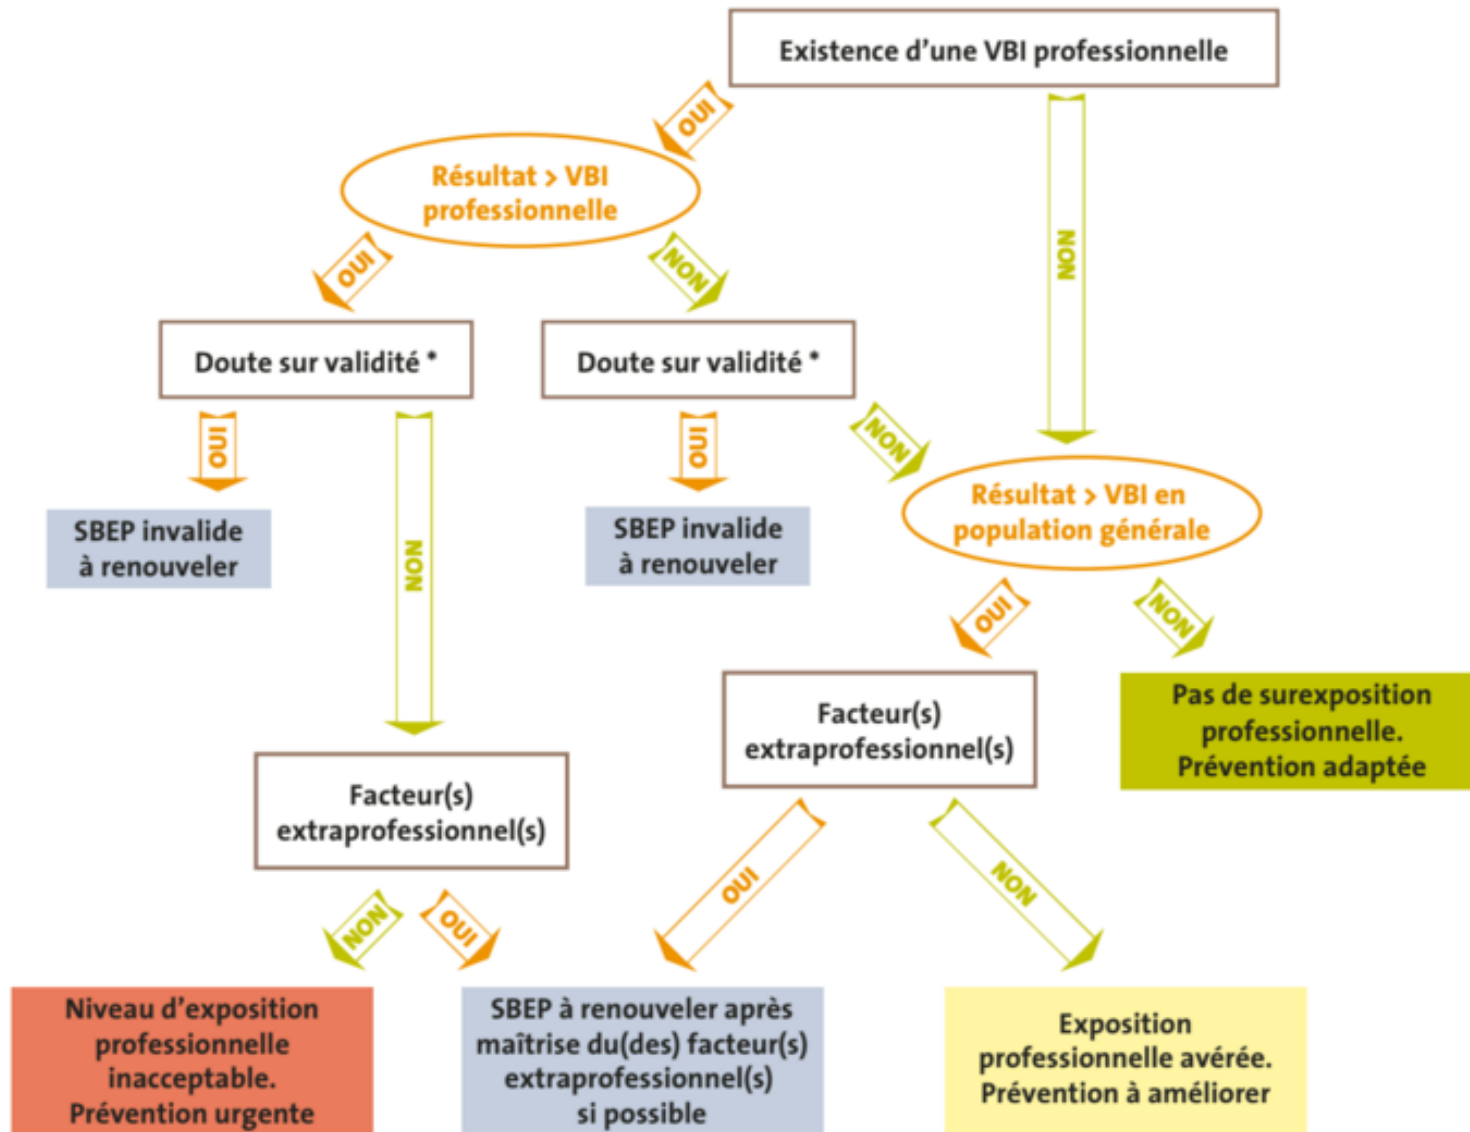 Existence d'une VBI professionnelle
OUI
NON
Résultat > VBI
professionnelle
OUI
NON
Doute sur validité *
Doute sur validité *
OUI
NON
OUI
NON
SBEP invalide
à renouveler
SBEP invalide
à renouveler
Résultat > VBI en
population générale
OUI
NON
Facteur(s)
extraprofessionnel(s)
Pas de surexposition
professionnelle.
Prévention adaptée
Facteur(s)
extraprofessionnel(s)
NON
OUI
OUI
NON
Niveau d'exposition
professionnelle
inacceptable.
Prévention urgente
SBEP à renouveler après
maîtrise du(des) facteur(s)
extraprofessionnel(s)
si possible
Exposition
professionnelle avérée.
Prévention à améliorer